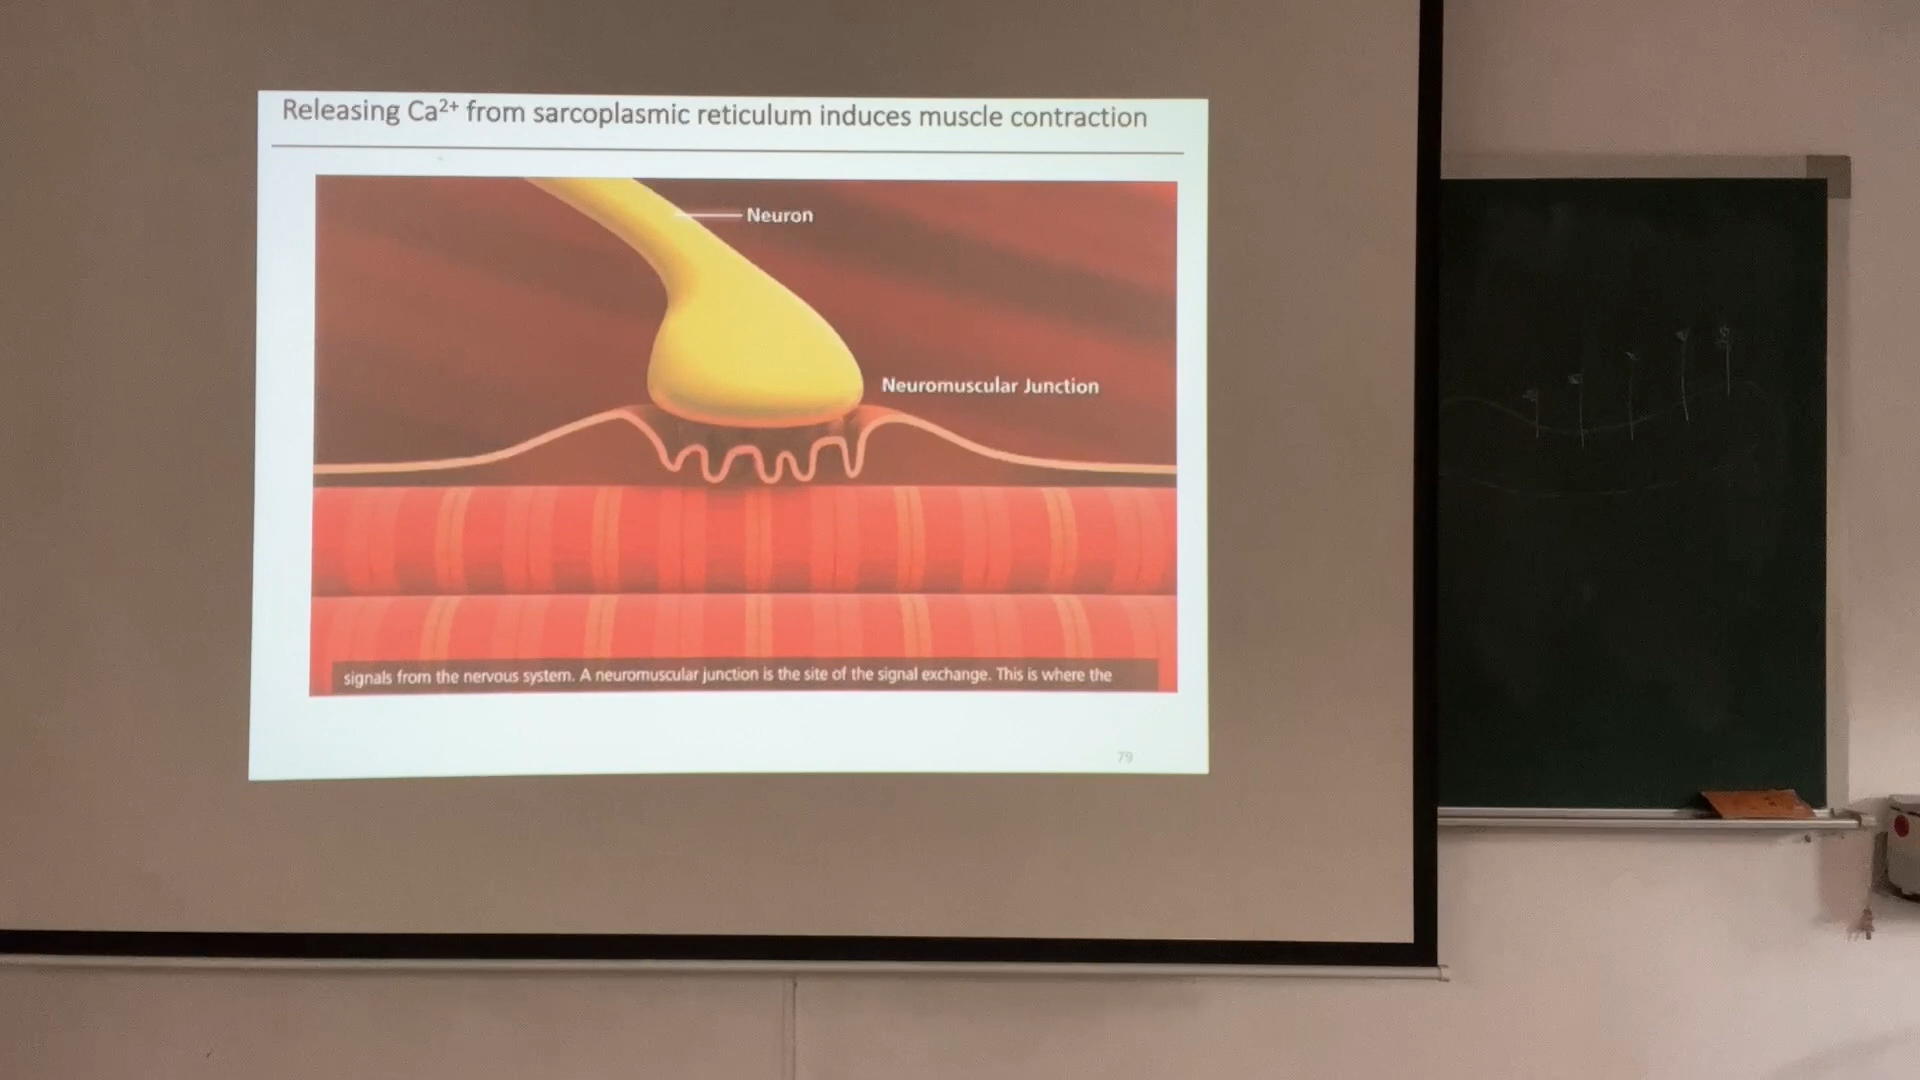 Releasing Ca²⁺ from sarcoplasmic reticulum induces muscle contraction
Neuron
Neuromuscular Junction
signals from the nervous system. A neuromuscular junction is the site of the signal exchange. This is where the
79